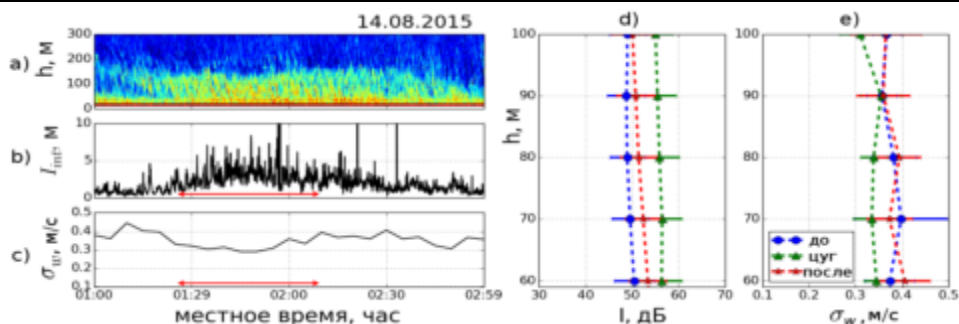 14.08.2015
d)
e)
a)
h, м
300
200
100
0
b)
I_int, м
10
5
0
c)
σ_w, м/с
0.5
0.4
0.3
0.2
0.1
01:00
01:29
02:00
02:30
02:59
местное время, час
h, м
100
90
80
70
60
30
40
50
60
70
I, дБ
100
90
80
70
60
до
цуг
после
0.1
0.2
0.3
0.4
0.5
σ_w, м/с